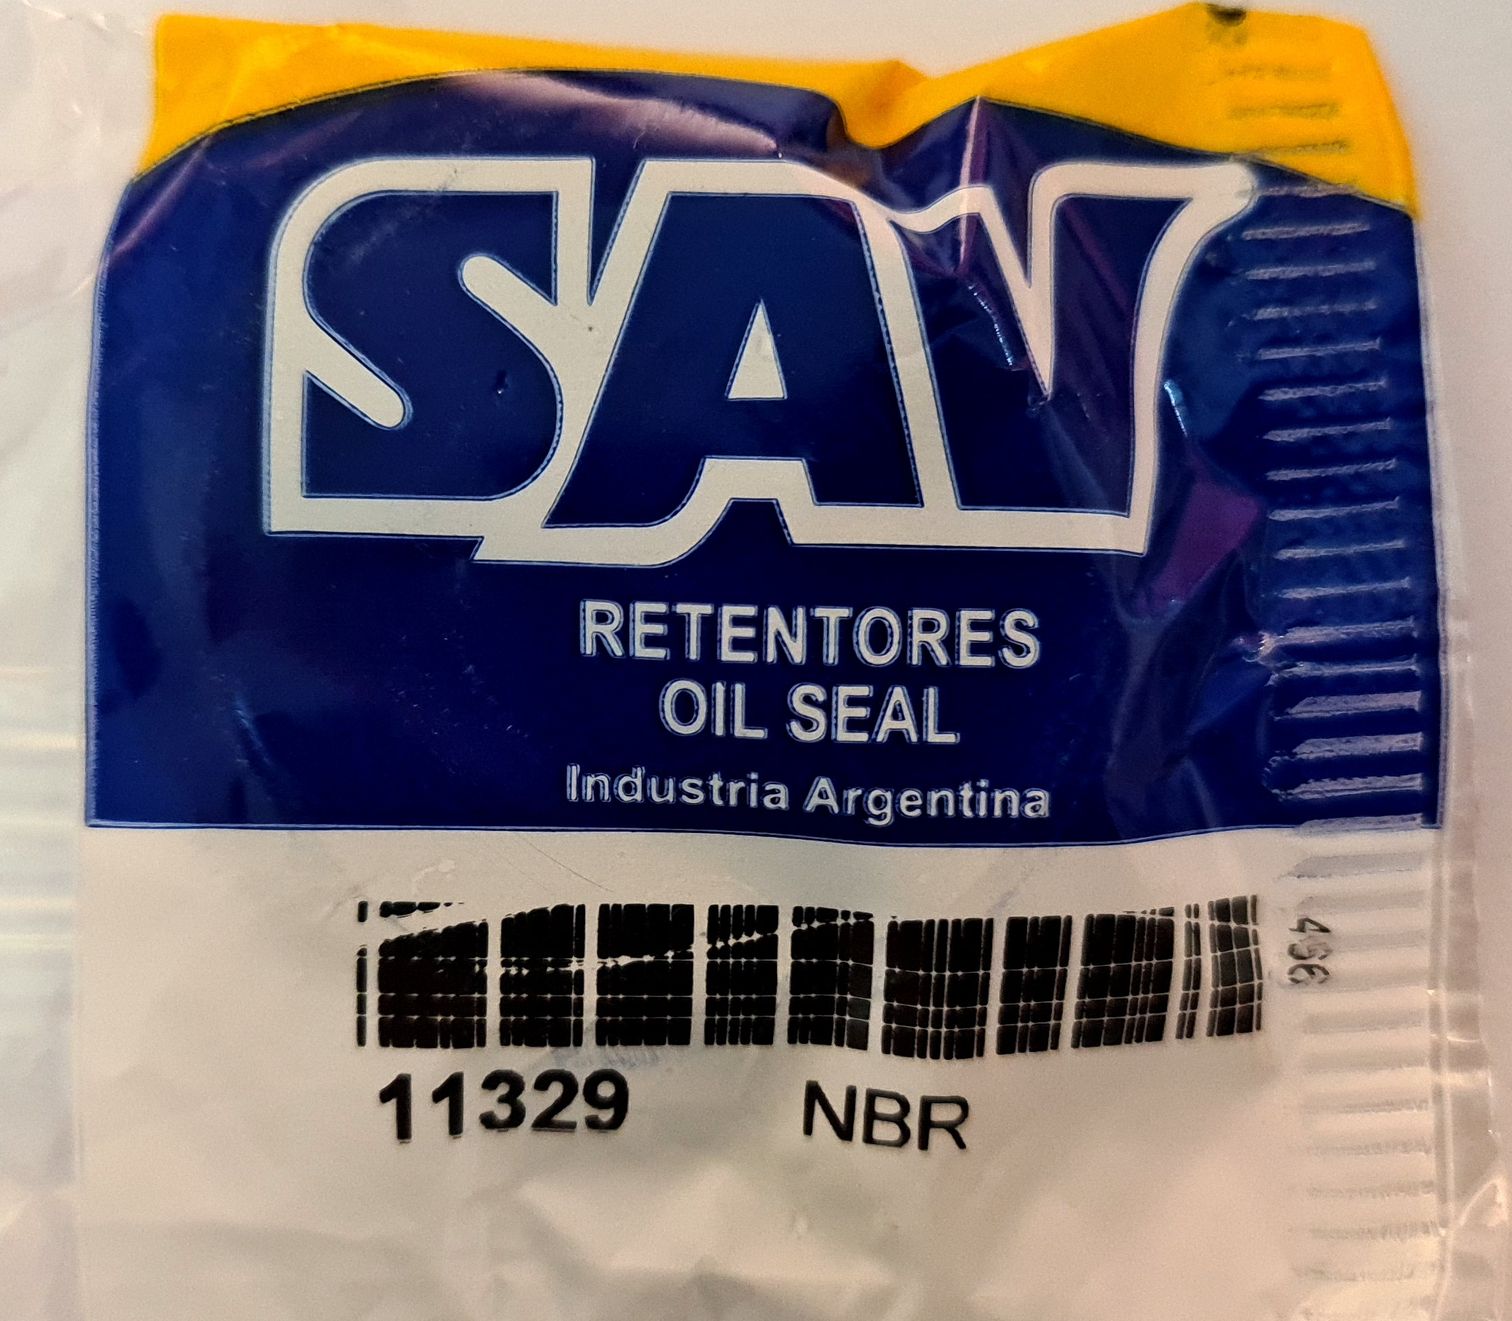 SAV
RETENTORES
OIL SEAL
Industria Argentina
11329 NBR